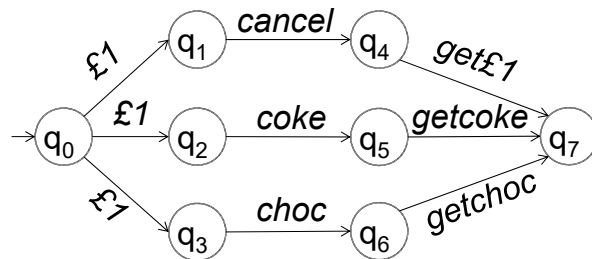 £1 q1 cancel q4 get£1
q0 £1 q2 coke q5 getcoke q7
£1 q3 choc q6 getchoc